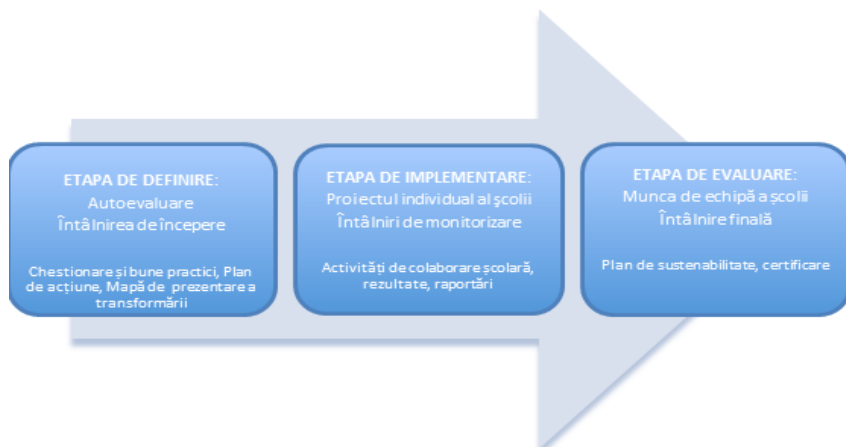 ETAPA DE DEFINIRE:
Autoevaluare
Întâlnirea de începere
Chestionare și bune practici, Plan
de acțiune, Mapă de prezentare a
transformării
ETAPA DE IMPLEMENTARE:
Proiectul individual al şcolii
Întâlniri de monitorizare
Activități de colaborare școlară,
rezultate, raportări
ETAPA DE EVALUARE:
Munca de echipă a școlii
Întâlnire finală
Plan de sustenabilitate, certificare